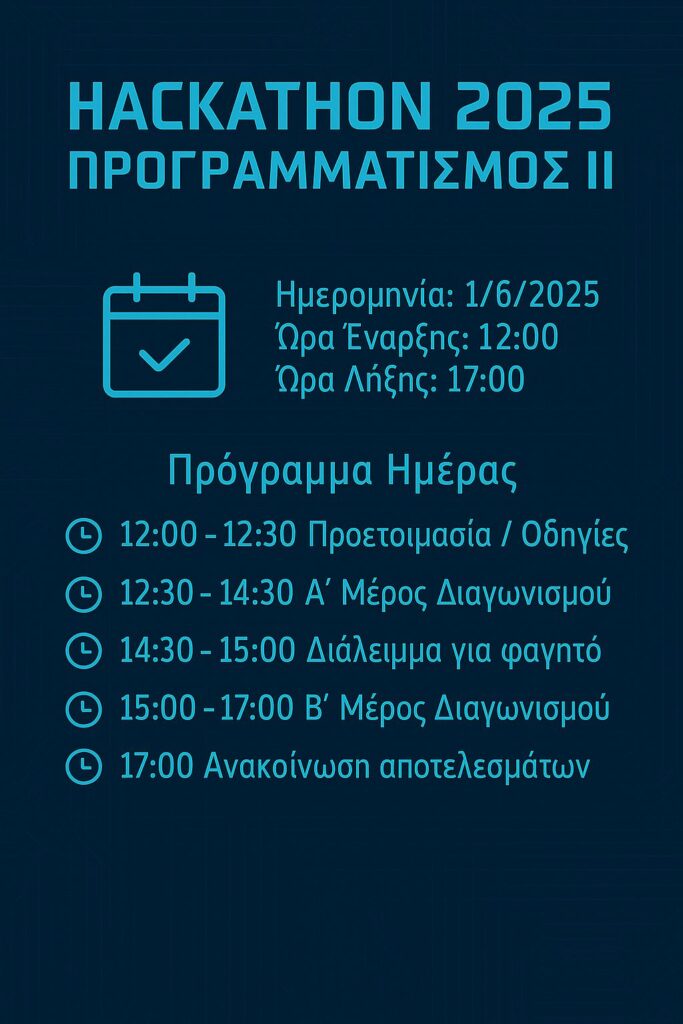 HACKATHON 2025
ΠΡΟΓΡΑΜΜΑΤΙΣΜΟΣ ΙΙ
Ημερομηνία: 1/6/2025
Ώρα Έναρξης: 12:00
Ώρα Λήξης: 17:00
Πρόγραμμα Ημέρας
12:00 - 12:30 Προετοιμασία / Οδηγίες
12:30 - 14:30 Α΄ Μέρος Διαγωνισμού
14:30 - 15:00 Διάλειμμα για φαγητό
15:00 - 17:00 Β΄ Μέρος Διαγωνισμού
17:00 Ανακοίνωση αποτελεσμάτων